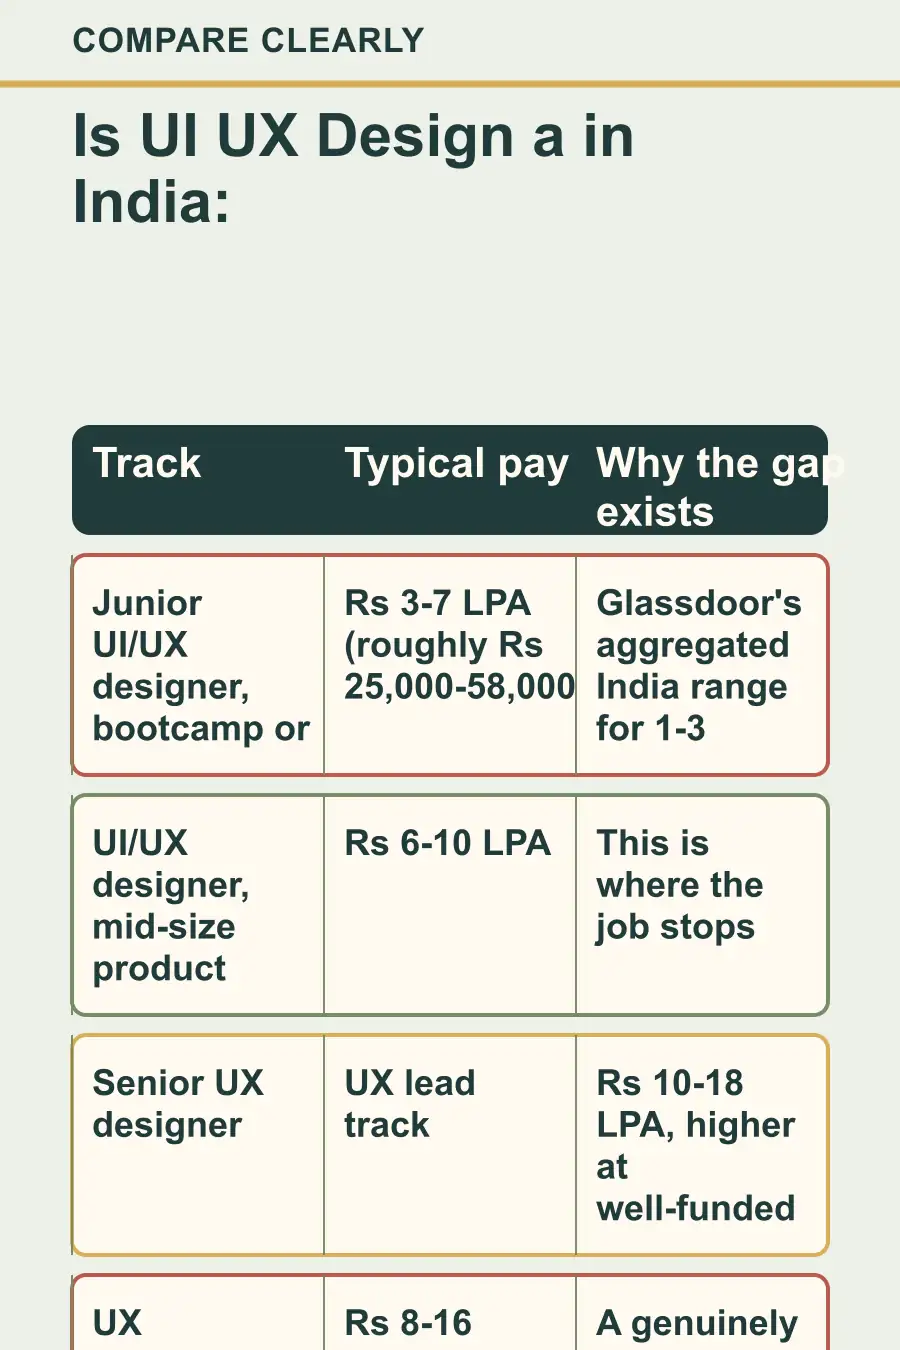 COMPARE CLEARLY
Is UI UX Design a in
India:
Track
Typical pay
Why the gap
exists
Junior
UI/UX
designer,
bootcamp or
Rs 3-7 LPA
(roughly Rs
25,000-58,000
Glassdoor's
aggregated
India range
for 1-3
UI/UX
designer,
mid-size
product
Rs 6-10 LPA
This is
where the
job stops
Senior UX
designer
UX lead
track
Rs 10-18
LPA, higher
at
well-funded
UX
Rs 8-16
A genuinely